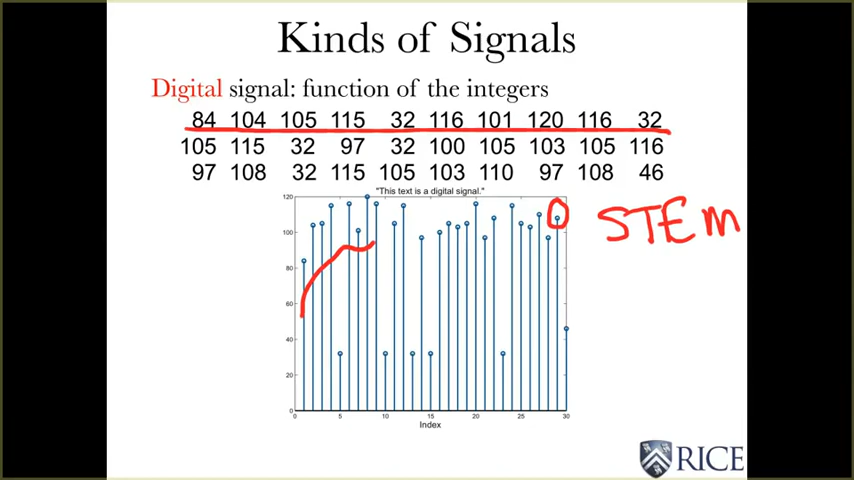 Kinds of Signals
Digital signal: function of the integers
84 104 105 115 32 116 101 120 116 32
105 115 32 97 32 100 105 103 105 116
97 108 32 115 105 103 110 97 108 46
"This text is a digital signal."
120
100
80
60
40
20
0
0 5 10 15 20 25 30
Index
STEM
RICE